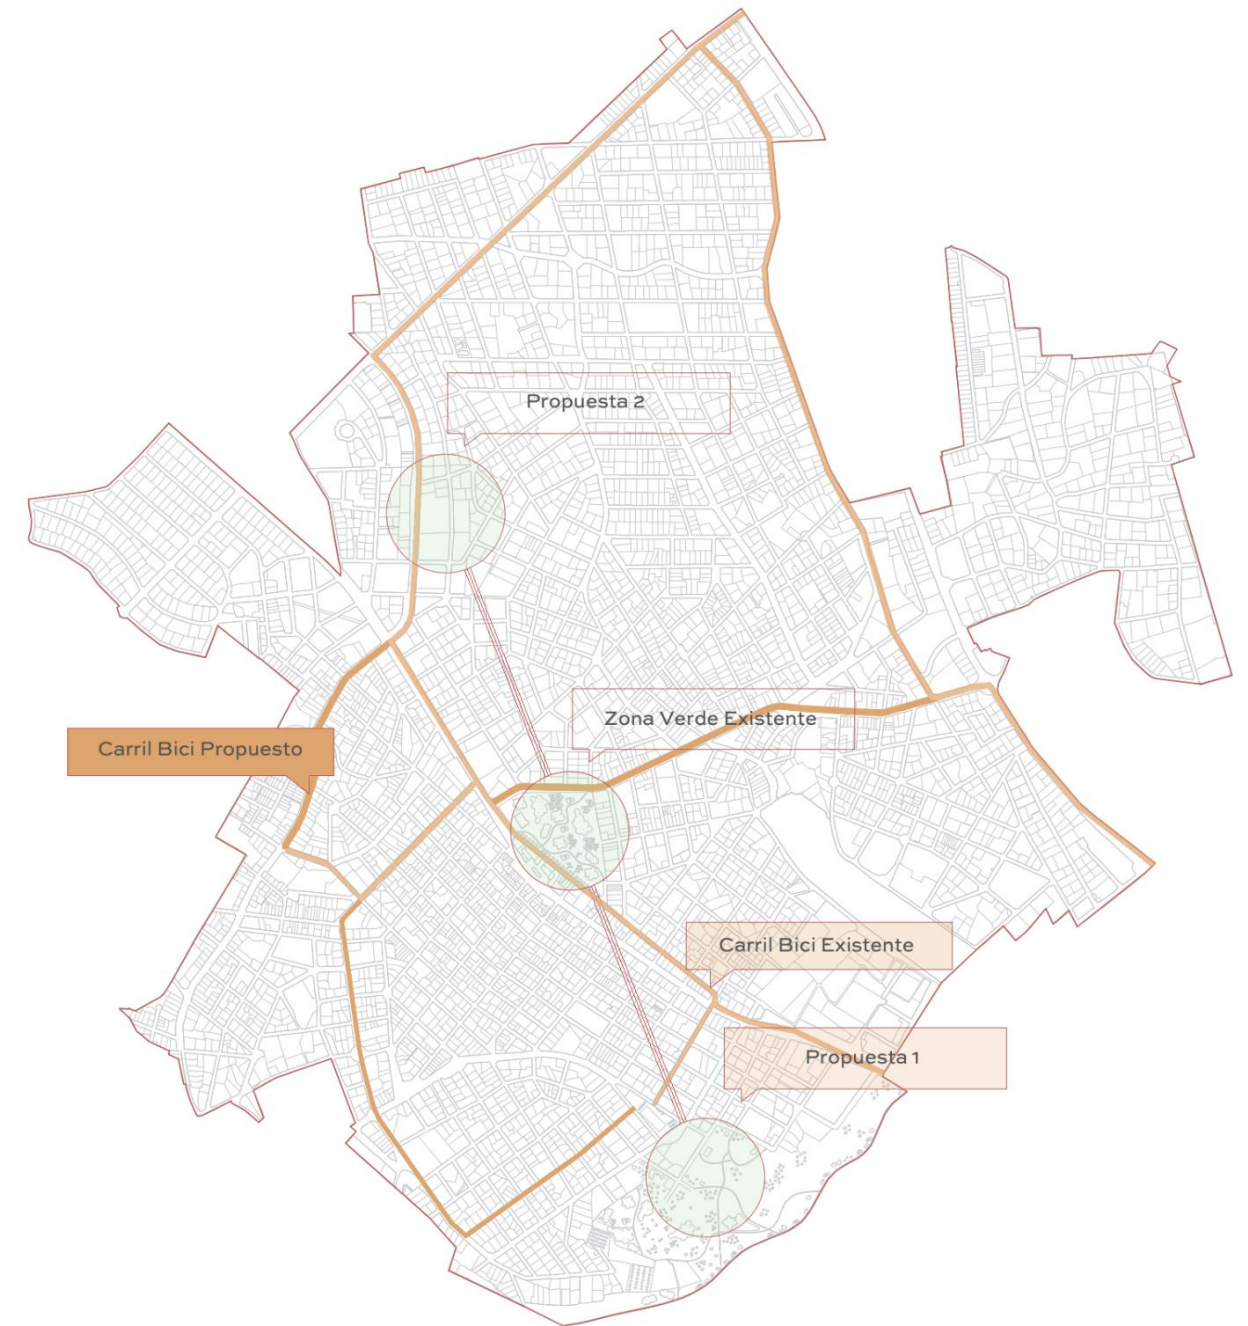 Propuesta 2
Zona Verde Existente
Carril Bici Propuesto
Carril Bici Existente
Propuesta 1